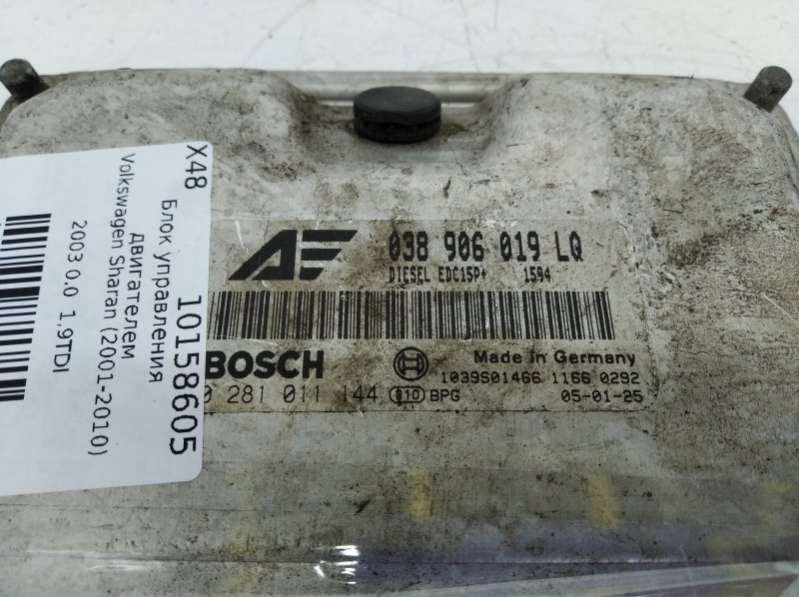 X48
10158605
Блок управления
двигателем
Volkswagen Sharan (2001-2010)
2003 0.0 1,9TDI
038 906 019 LQ
DIESEL EDC15P+ 1594
BOSCH
Made in Germany
1039S01466 1166 0292
0 281 011 144 010 BPG 05-01-25